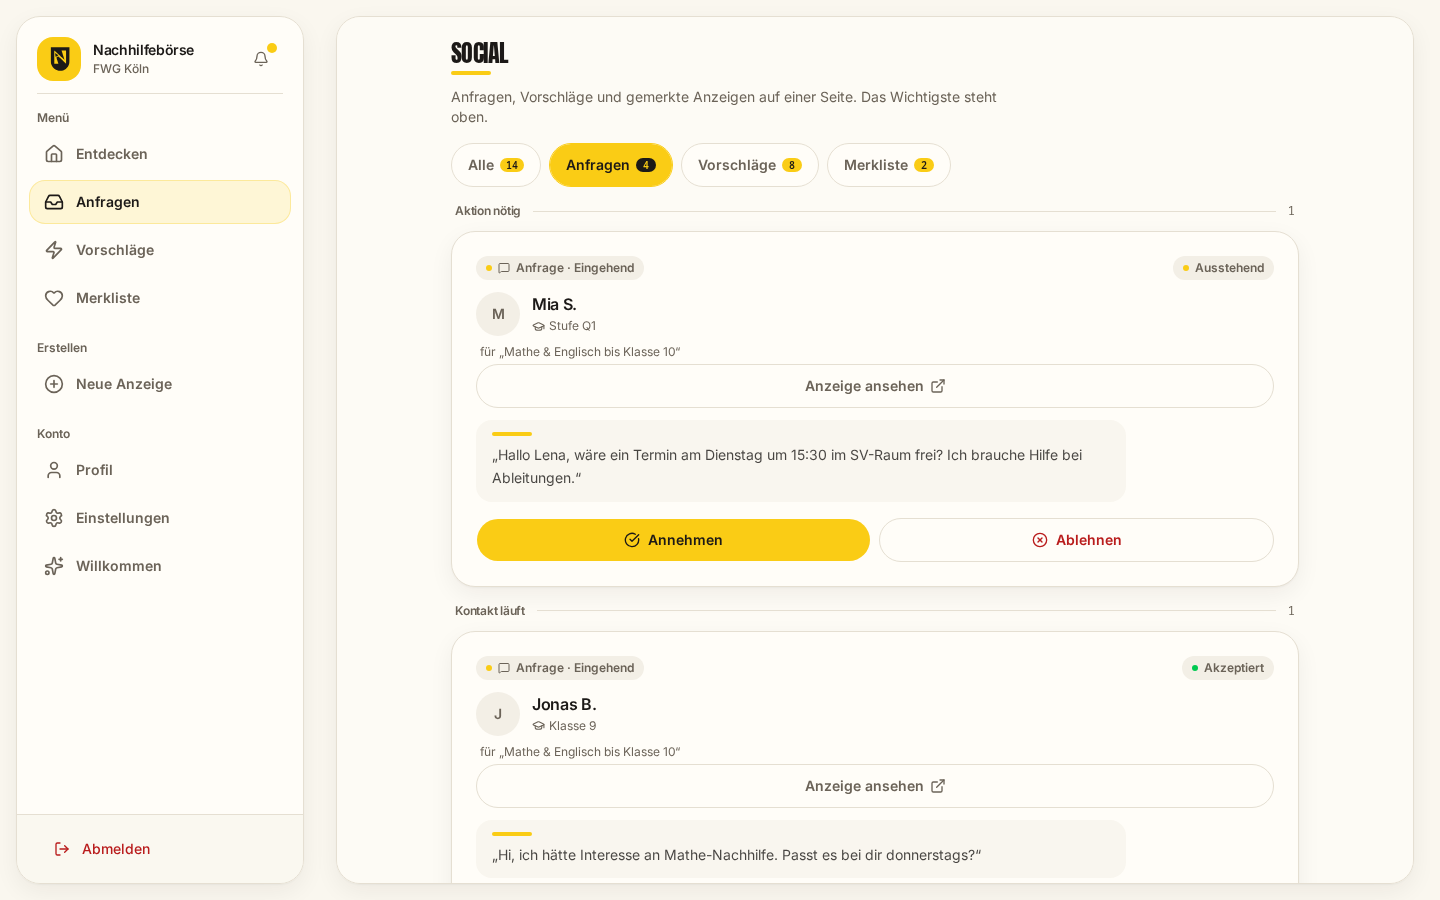 Nachhilfebörse
FWG Köln
Menü
Entdecken
Anfragen
Vorschläge
Merkliste
Erstellen
Neue Anzeige
Konto
Profil
Einstellungen
Willkommen
Abmelden
SOCIAL
Anfragen, Vorschläge und gemerkte Anzeigen auf einer Seite. Das Wichtigste steht
oben.
Alle 14
Anfragen 4
Vorschläge 8
Merkliste 2
Aktion nötig 1
Anfrage · Eingehend
Ausstehend
M
Mia S.
Stufe Q1
für „Mathe & Englisch bis Klasse 10“
Anzeige ansehen
„Hallo Lena, wäre ein Termin am Dienstag um 15:30 im SV-Raum frei? Ich brauche Hilfe bei
Ableitungen.“
Annehmen
Ablehnen
Kontakt läuft 1
Anfrage · Eingehend
Akzeptiert
J
Jonas B.
Klasse 9
für „Mathe & Englisch bis Klasse 10“
Anzeige ansehen
„Hi, ich hätte Interesse an Mathe-Nachhilfe. Passt es bei dir donnerstags?“